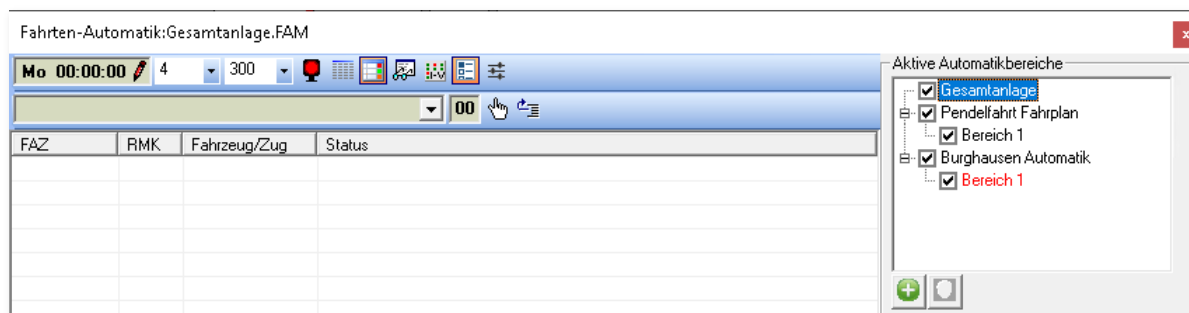 Fahrten-Automatik:Gesamtanlage.FAM
x
Mo 00:00:00 4 300
00
FAZ RMK Fahrzeug/Zug Status
Aktive Automatikbereiche
Gesamtanlage
Pendelfahrt Fahrplan
Bereich 1
Burghausen Automatik
Bereich 1